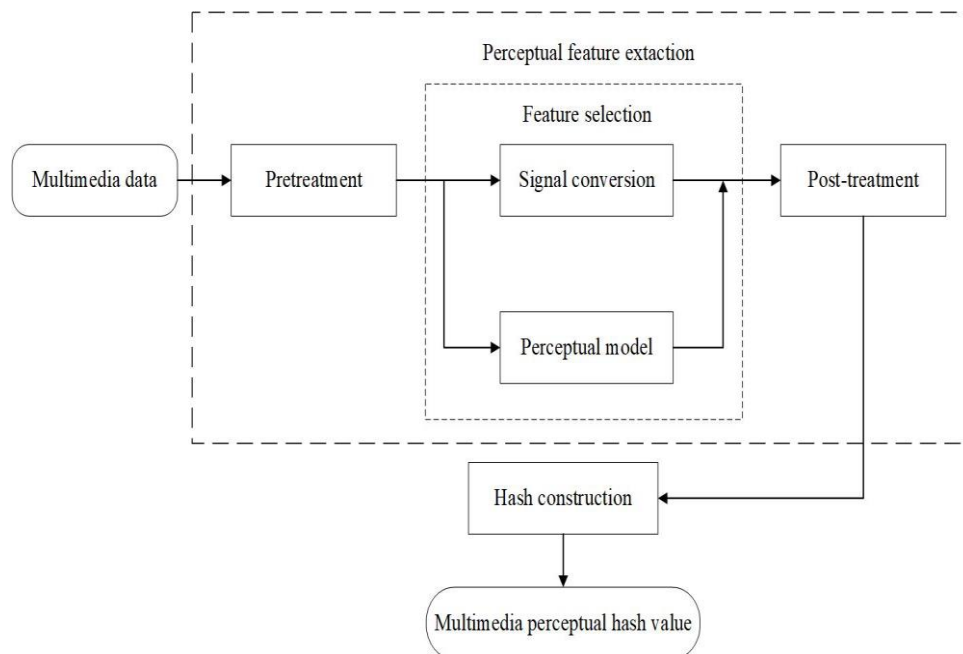 Perceptual feature extaction
Feature selection
Multimedia data
Pretreatment
Signal conversion
Post-treatment
Perceptual model
Hash construction
Multimedia perceptual hash value